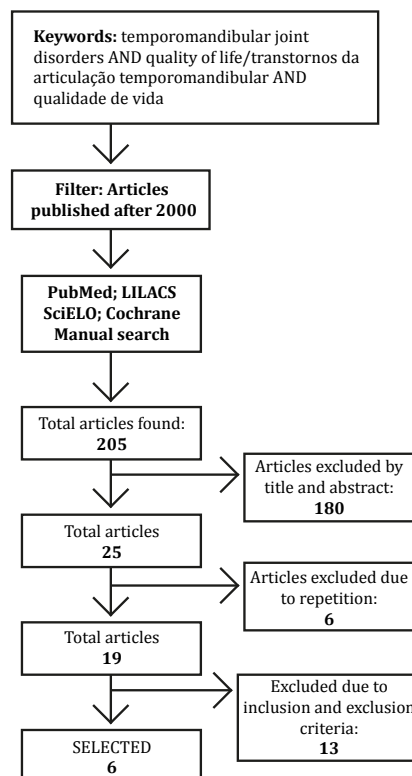 Keywords: temporomandibular joint
disorders AND quality of life/transtornos da
articulação temporomandibular AND
qualidade de vida
Filter: Articles
published after 2000
PubMed; LILACS
SciELO; Cochrane
Manual search
Total articles found:
205
Articles excluded by
title and abstract:
180
Total articles
25
Articles excluded due
to repetition:
6
Total articles
19
Excluded due to
inclusion and exclusion
criteria:
13
SELECTED
6